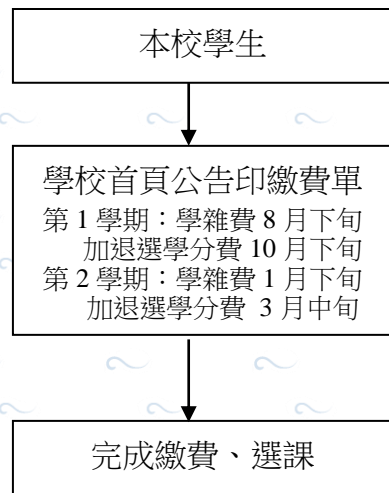 本校學生
學校首頁公告印繳費單
第 1 學期：學雜費 8 月下旬
加退選學分費 10 月下旬
第 2 學期：學雜費 1 月下旬
加退選學分費 3 月中旬
完成繳費、選課